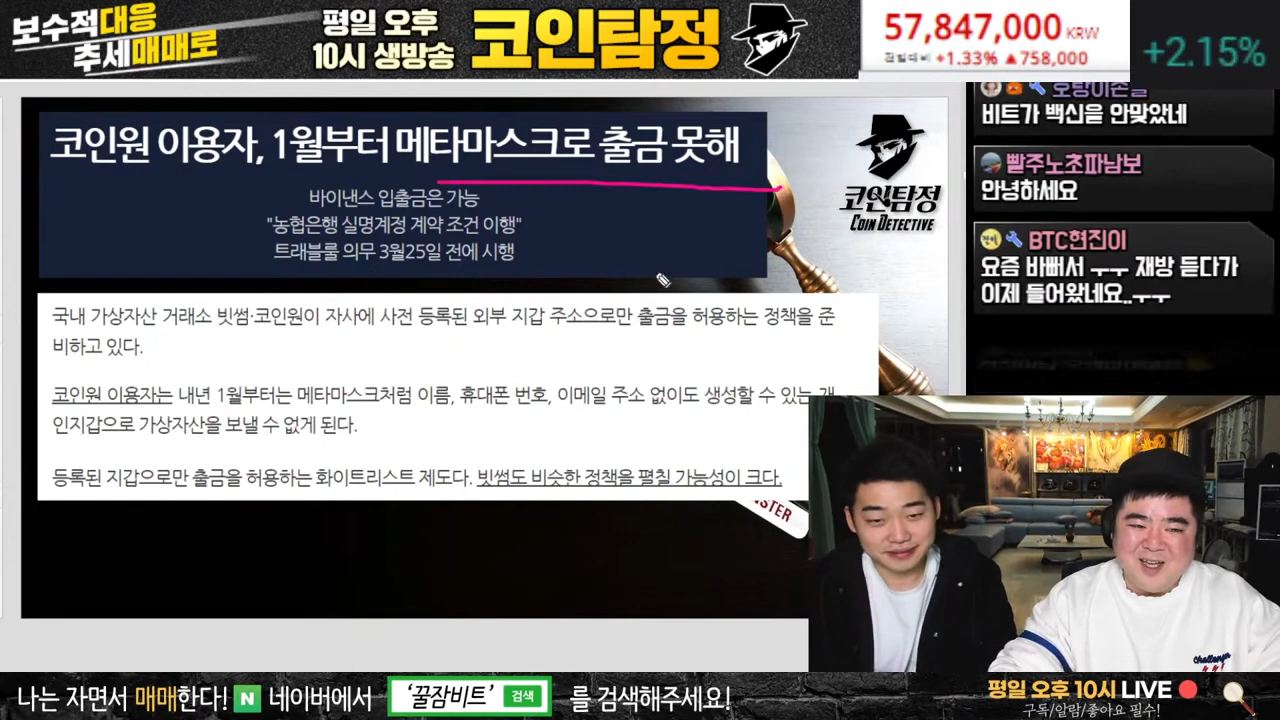 보수적대응
추세매매로
평일 오후
10시 생방송
코인탐정
57,847,000 KRW
전일대비 +1.33% ▲758,000
+2.15%
코인원 이용자, 1월부터 메타마스크로 출금 못해
바이낸스 입출금은 가능
"농협은행 실명계정 계약 조건 이행"
트래블룰 의무 3월25일 전에 시행
코인탐정
COIN DETECTIVE
국내 가상자산 거래소 빗썸·코인원이 자사에 사전 등록된 외부 지갑 주소으로만 출금을 허용하는 정책을 준
비하고 있다.
코인원 이용자는 내년 1월부터는 메타마스크처럼 이름, 휴대폰 번호, 이메일 주소 없이도 생성할 수 있는 개
인지갑으로 가상자산을 보낼 수 없게 된다.
등록된 지갑으로만 출금을 허용하는 화이트리스트 제도다. 빗썸도 비슷한 정책을 펼칠 가능성이 크다.
호랑이손질
비트가 백신을 안맞았네
빨주노초파남보
안녕하세요
BTC현진이
요즘 바빠서 ㅜㅜ 재방 듣다가
이제 들어왔네요..ㅜㅜ
나는 자면서 매매한다! N 네이버에서 '꿀잠비트' 검색 를 검색해주세요!
평일 오후 10시 LIVE
구독/알람/좋아요 필수!